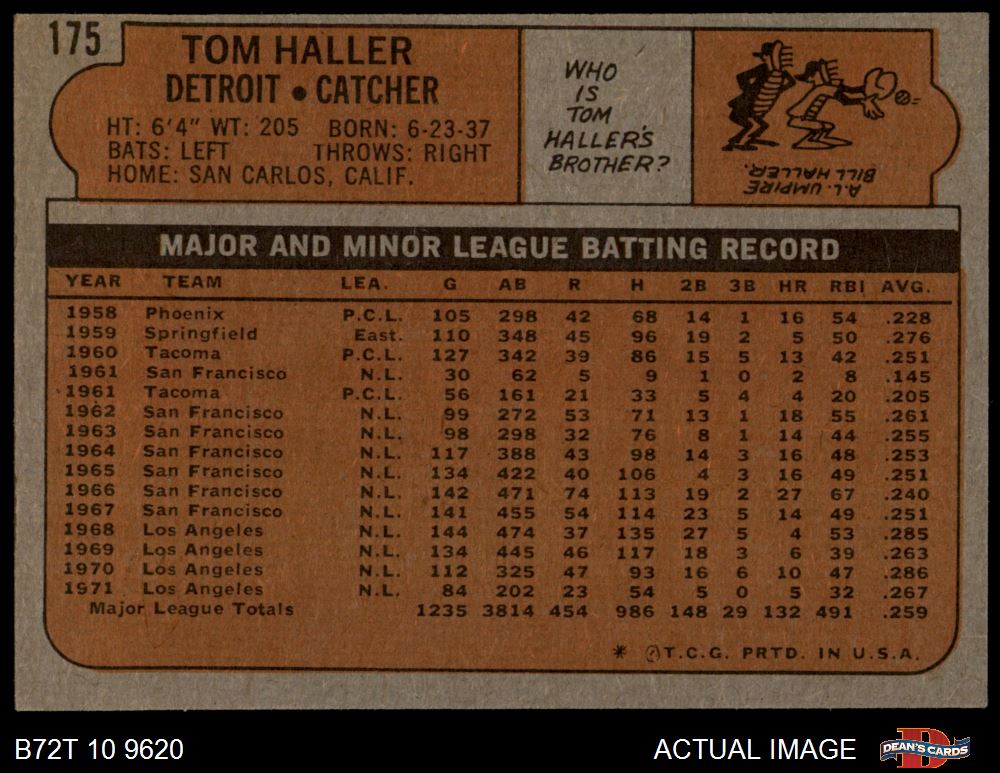 175
TOM HALLER
DETROIT • CATCHER
HT: 6'4" WT: 205 BORN: 6-23-37
BATS: LEFT THROWS: RIGHT
HOME: SAN CARLOS, CALIF.
WHO
IS
TOM
HALLER'S
BROTHER?
A.L. UMPIRE
BILL HALLER.
MAJOR AND MINOR LEAGUE BATTING RECORD
YEAR TEAM LEA. G AB R H 2B 3B HR RBI AVG.
1958 Phoenix P.C.L. 105 298 42 68 14 1 16 54 .228
1959 Springfield East. 110 348 45 96 19 2 5 50 .276
1960 Tacoma P.C.L. 127 342 39 86 15 5 13 42 .251
1961 San Francisco N.L. 30 62 5 9 1 0 2 8 .145
1961 Tacoma P.C.L. 56 161 21 33 5 4 4 20 .205
1962 San Francisco N.L. 99 272 53 71 13 1 18 55 .261
1963 San Francisco N.L. 98 298 32 76 8 1 14 44 .255
1964 San Francisco N.L. 117 388 43 98 14 3 16 48 .253
1965 San Francisco N.L. 134 422 40 106 4 3 16 49 .251
1966 San Francisco N.L. 142 471 74 113 19 2 27 67 .240
1967 San Francisco N.L. 141 455 54 114 23 5 14 49 .251
1968 Los Angeles N.L. 144 474 37 135 27 5 4 53 .285
1969 Los Angeles N.L. 134 445 46 117 18 3 6 39 .263
1970 Los Angeles N.L. 112 325 47 93 16 6 10 47 .286
1971 Los Angeles N.L. 84 202 23 54 5 0 5 32 .267
Major League Totals 1235 3814 454 986 148 29 132 491 .259
* ©T.C.G. PRTD. IN U.S.A.
B72T 10 9620
ACTUAL IMAGE
DEAN'S CARDS